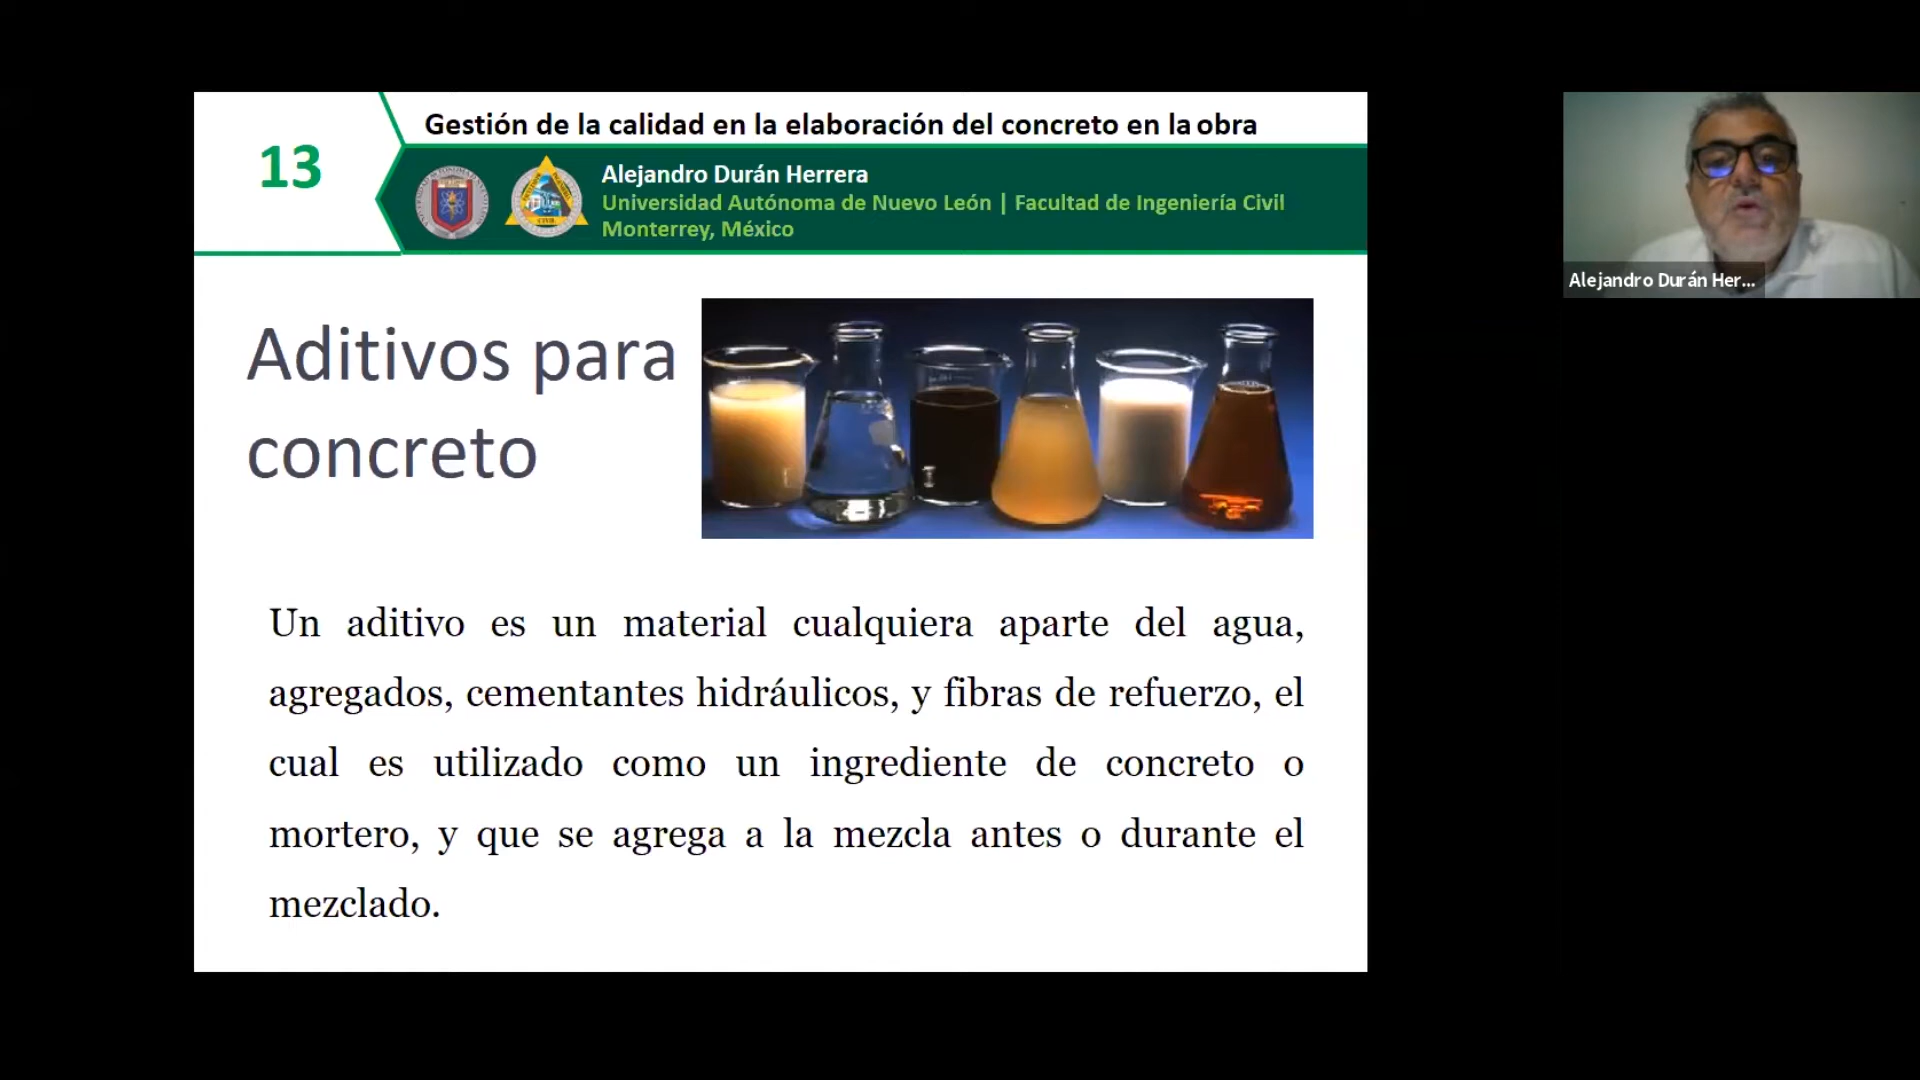 13
Gestión de la calidad en la elaboración del concreto en la obra
Alejandro Durán Herrera
Universidad Autónoma de Nuevo León | Facultad de Ingeniería Civil
Monterrey, México
Aditivos para
concreto
Un aditivo es un material cualquiera aparte del agua,
agregados, cementantes hidráulicos, y fibras de refuerzo, el
cual es utilizado como un ingrediente de concreto o
mortero, y que se agrega a la mezcla antes o durante el
mezclado.
Alejandro Durán Her...